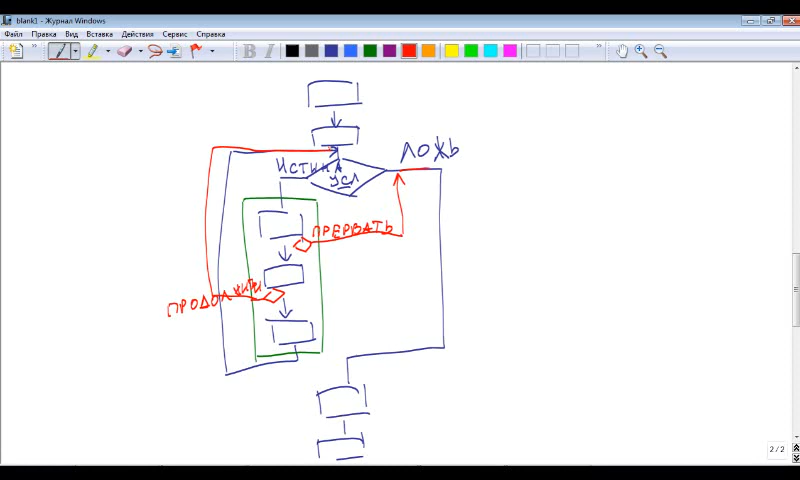 blank1 - Журнал Windows
Файл Правка Вид Вставка Действия Сервис Справка
B I
ЛОЖЬ
ИСТИНА
УСЛ
ПРЕРВАТЬ
ПРОДОЛЖИТЬ
2 / 2